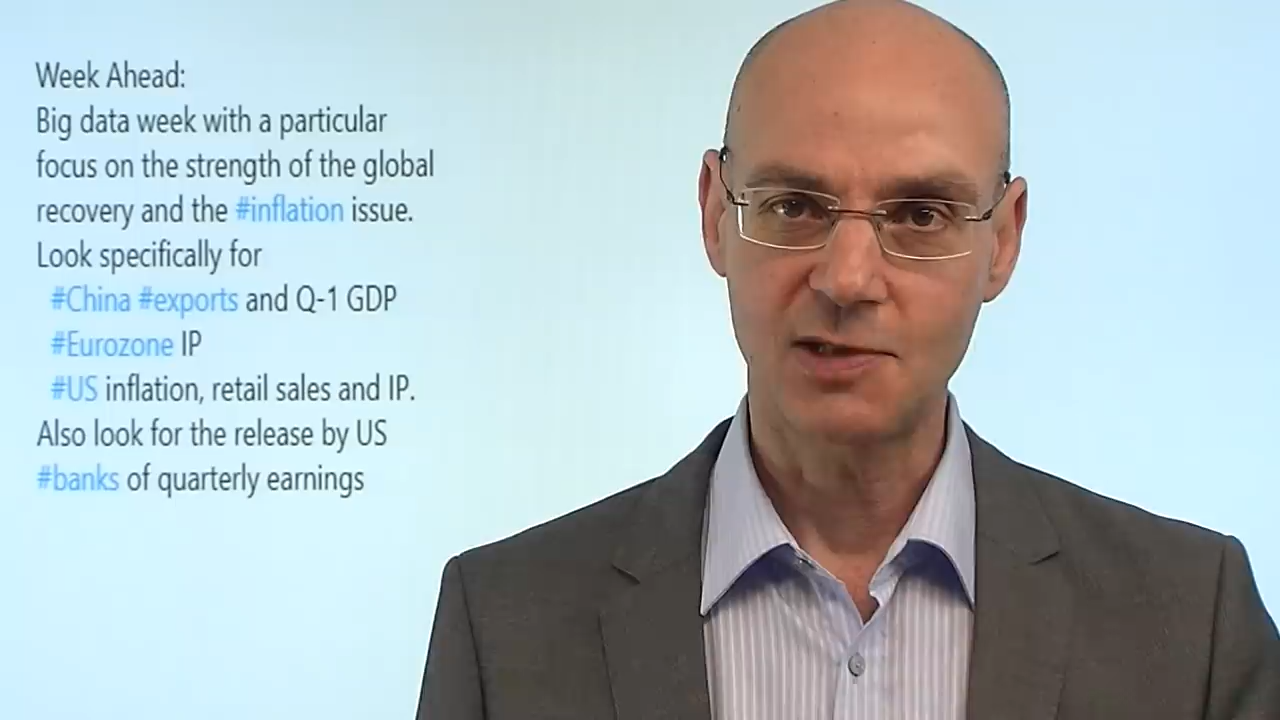 Week Ahead:
Big data week with a particular
focus on the strength of the global
recovery and the #inflation issue.
Look specifically for
#China #exports and Q-1 GDP
#Eurozone IP
#US inflation, retail sales and IP.
Also look for the release by US
#banks of quarterly earnings